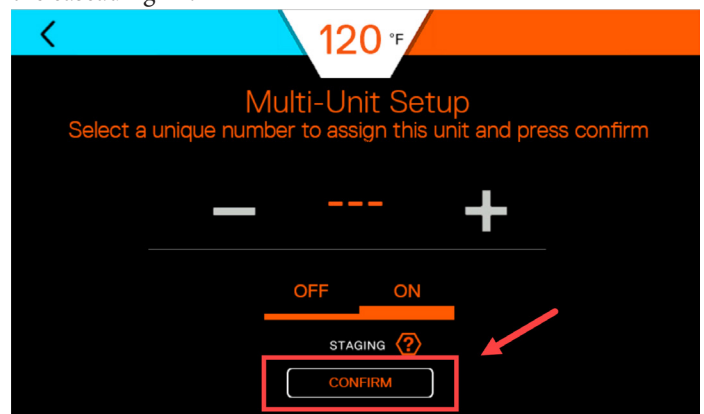 120 °F
Multi-Unit Setup
Select a unique number to assign this unit and press confirm
− --- +
OFF ON
STAGING ?
CONFIRM